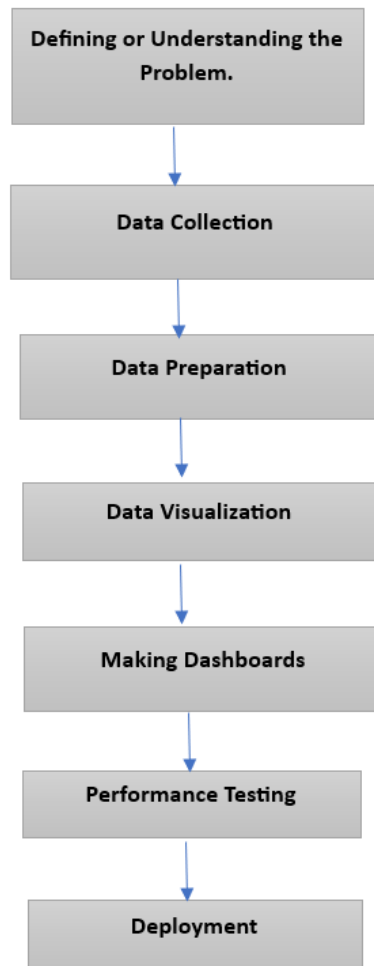 Defining or Understanding the
Problem.
Data Collection
Data Preparation
Data Visualization
Making Dashboards
Performance Testing
Deployment